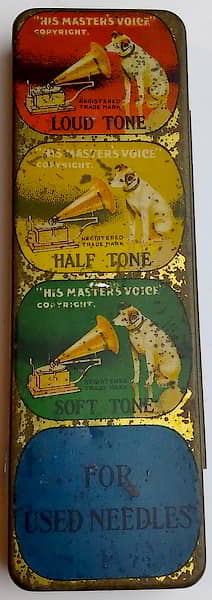 "HIS MASTER'S VOICE"
COPYRIGHT.
REGISTERED
TRADE MARK
LOUD TONE
"HIS MASTER'S VOICE"
COPYRIGHT.
REGISTERED
TRADE MARK
HALF TONE
"HIS MASTER'S VOICE"
COPYRIGHT.
REGISTERED
TRADE MARK
SOFT TONE
FOR
USED NEEDLES